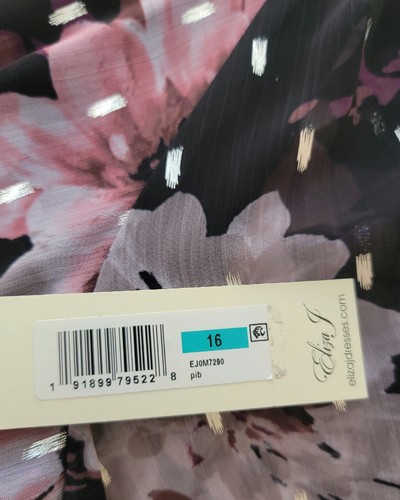 16
EJ0M7290
pib
1 91899 79522 8
Eliza J
elizajdresses.com